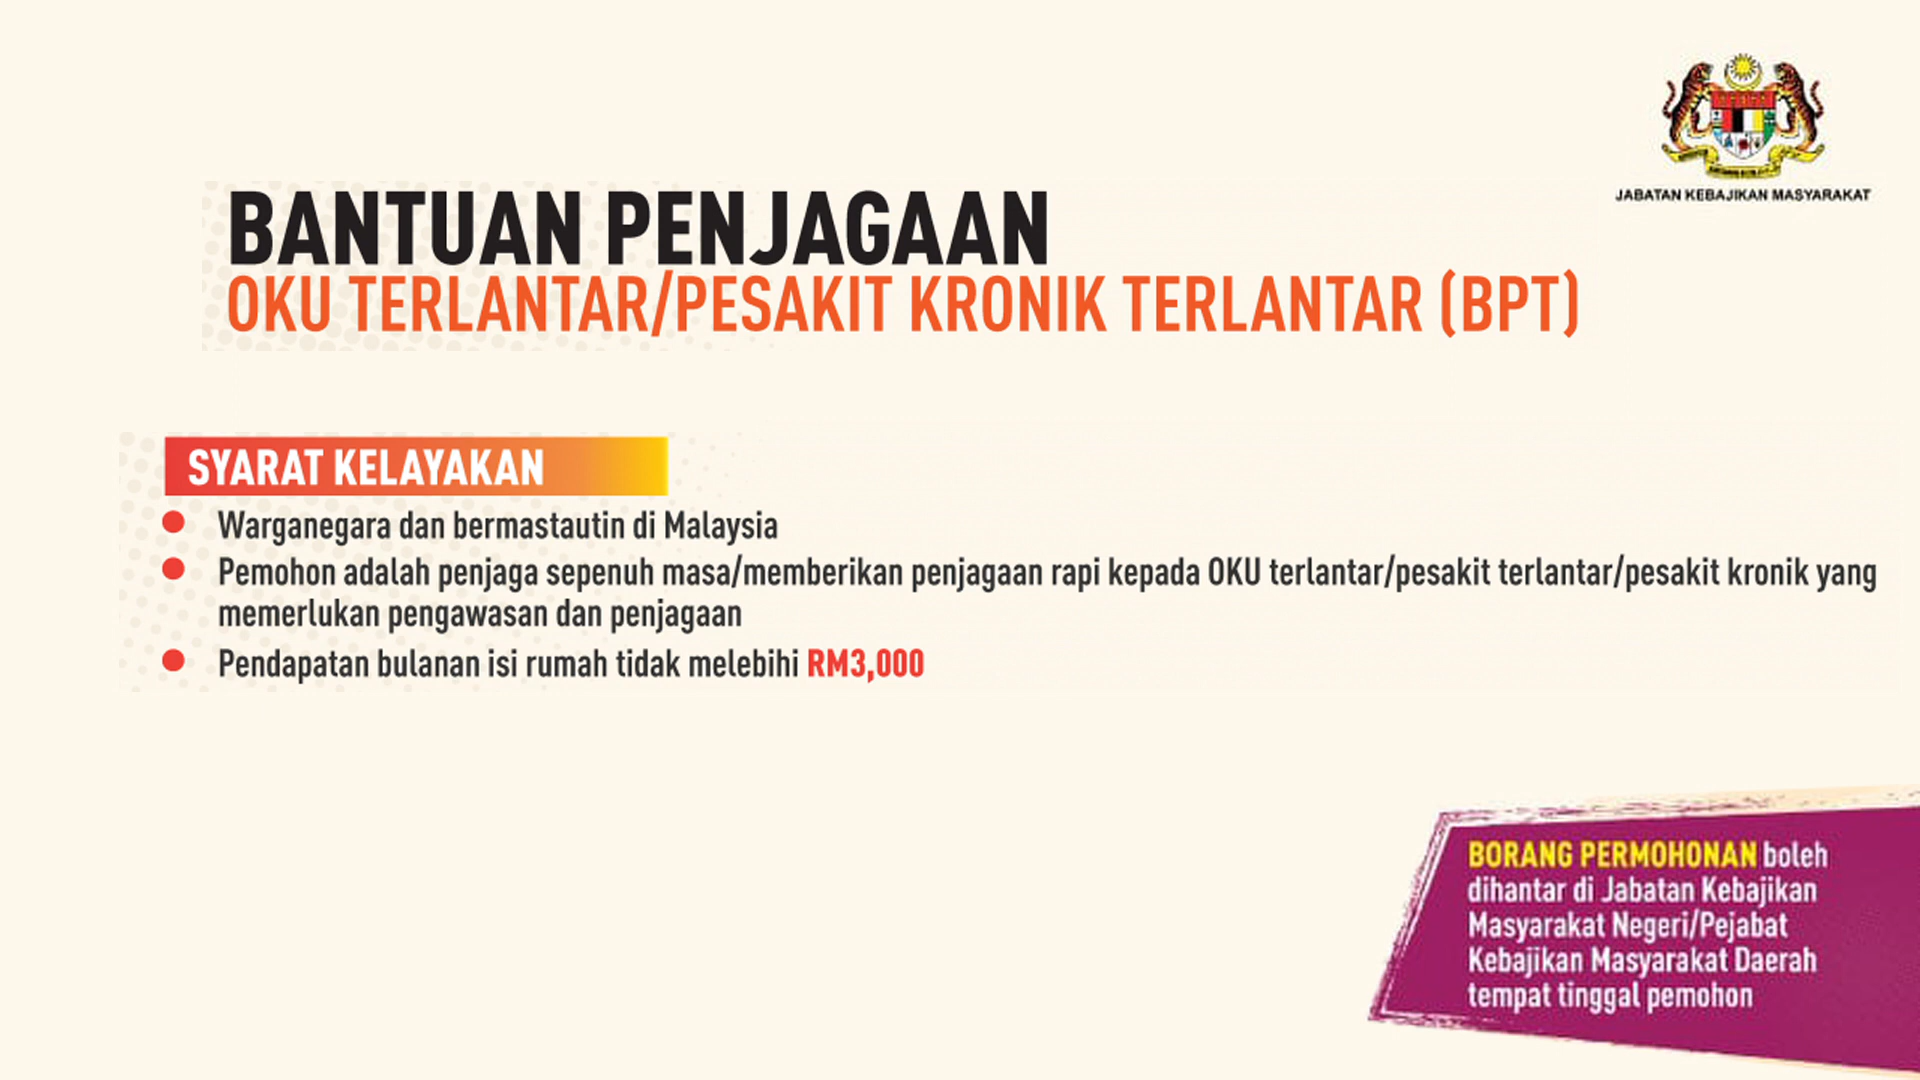 JABATAN KEBAJIKAN MASYARAKAT
BANTUAN PENJAGAAN
OKU TERLANTAR/PESAKIT KRONIK TERLANTAR (BPT)
SYARAT KELAYAKAN
Warganegara dan bermastautin di Malaysia
Pemohon adalah penjaga sepenuh masa/memberikan penjagaan rapi kepada OKU terlantar/pesakit terlantar/pesakit kronik yang
memerlukan pengawasan dan penjagaan
Pendapatan bulanan isi rumah tidak melebihi RM3,000
BORANG PERMOHONAN boleh
dihantar di Jabatan Kebajikan
Masyarakat Negeri/Pejabat
Kebajikan Masyarakat Daerah
tempat tinggal pemohon